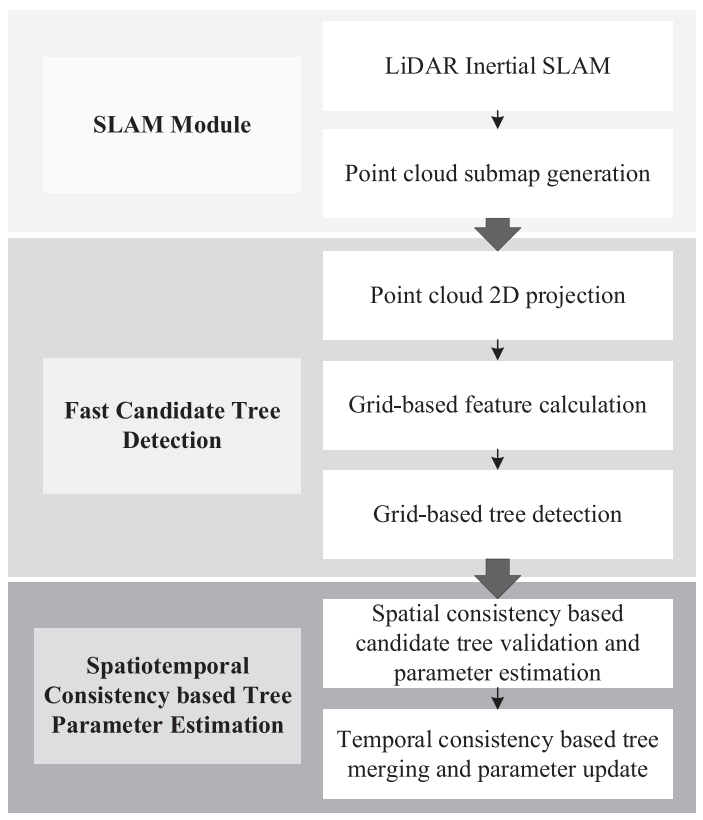 SLAM Module
LiDAR Inertial SLAM
Point cloud submap generation
Fast Candidate Tree
Detection
Point cloud 2D projection
Grid-based feature calculation
Grid-based tree detection
Spatiotemporal
Consistency based Tree
Parameter Estimation
Spatial consistency based
candidate tree validation and
parameter estimation
Temporal consistency based tree
merging and parameter update